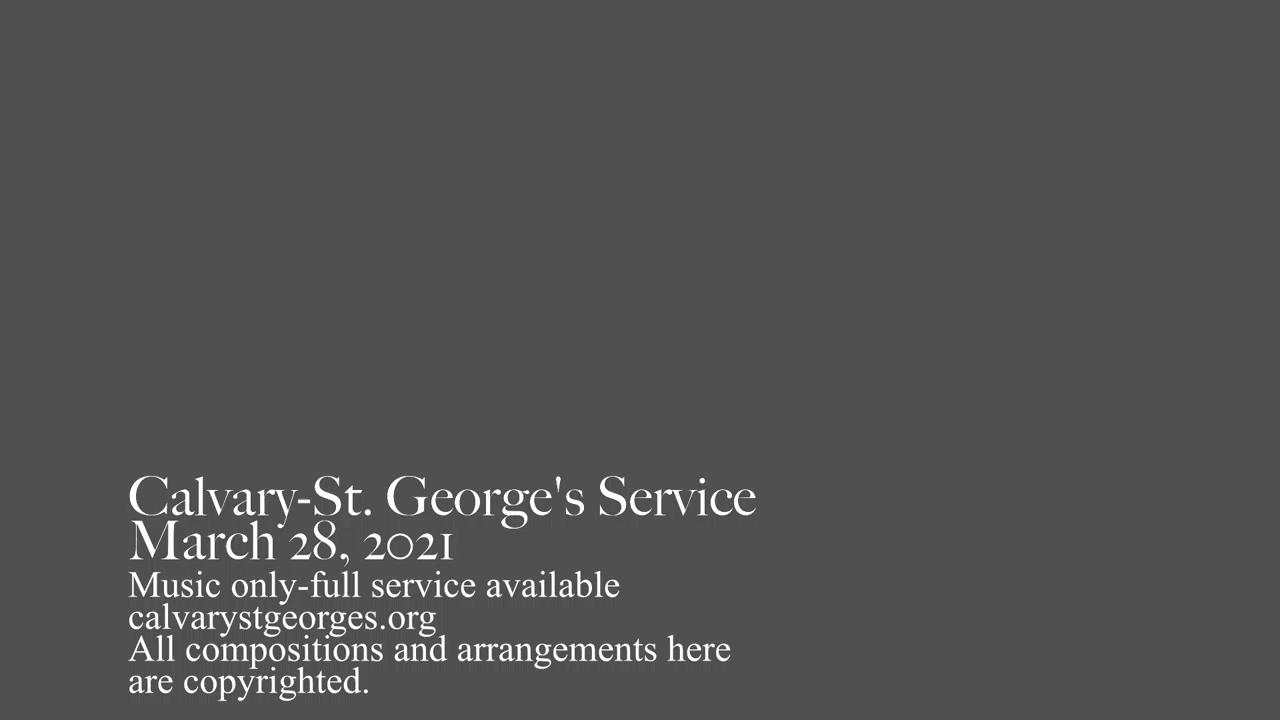 Calvary-St. George's Service
March 28, 2021
Music only-full service available
calvarystgeorges.org
All compositions and arrangements here
are copyrighted.